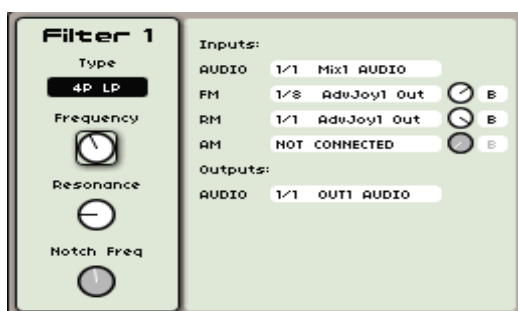 Filter 1
Type
4P LP
Frequency
Resonance
Notch Freq
Inputs:
AUDIO 1/1 Mix1 AUDIO
FM 1/8 AdvJoy1 Out B
RM 1/1 AdvJoy1 Out B
AM NOT CONNECTED B
Outputs:
AUDIO 1/1 OUT1 AUDIO